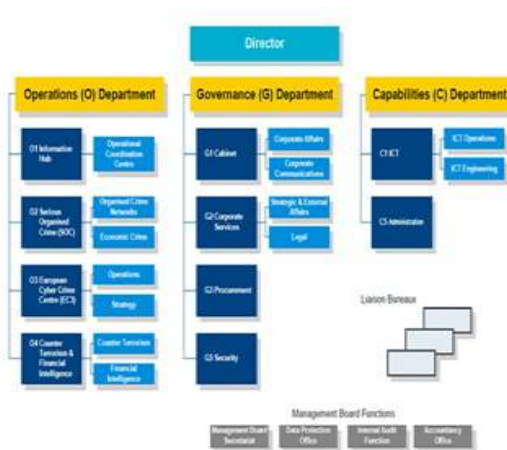 Director
Operations (O) Department
Governance (G) Department
Capabilities (C) Department
O1 Information
Hub
Operational
Coordination
Centre
O2 Serious
Organised
Crime (SOC)
Organised Crime
Networks
Economic Crime
O3 European
Cyber Crime
Centre (EC3)
Operations
Strategy
O4 Counter
Terrorism &
Financial
Intelligence
Counter Terrorism
Financial
Intelligence
G1 Cabinet
Corporate Affairs
Corporate
Communications
G2 Corporate
Services
Strategic & External
Affairs
Legal
G3 Procurement
G5 Security
C1 ICT
ICT Operations
ICT Engineering
C5 Administration
Liaison Bureaux
Management Board Functions
Management Board
Secretariat
Data Protection
Office
Internal Audit
Function
Accountancy
Office